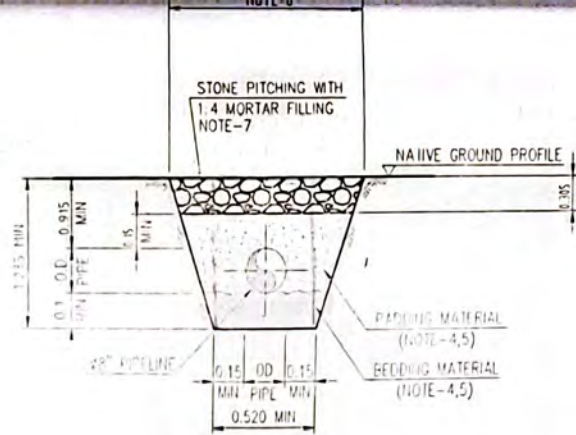 STONE PITCHING WITH
1:4 MORTAR FILLING
NOTE-7
NATIVE GROUND PROFILE
0.305
0.915
MIN
0.15
MIN
1.235 MIN
O.D
PIPE
0.1
MIN
PADDING MATERIAL
(NOTE-4,5)
BEDDING MATERIAL
(NOTE-4,5)
Ø8" PIPELINE
0.15 OD 0.15
MIN PIPE MIN
0.520 MIN